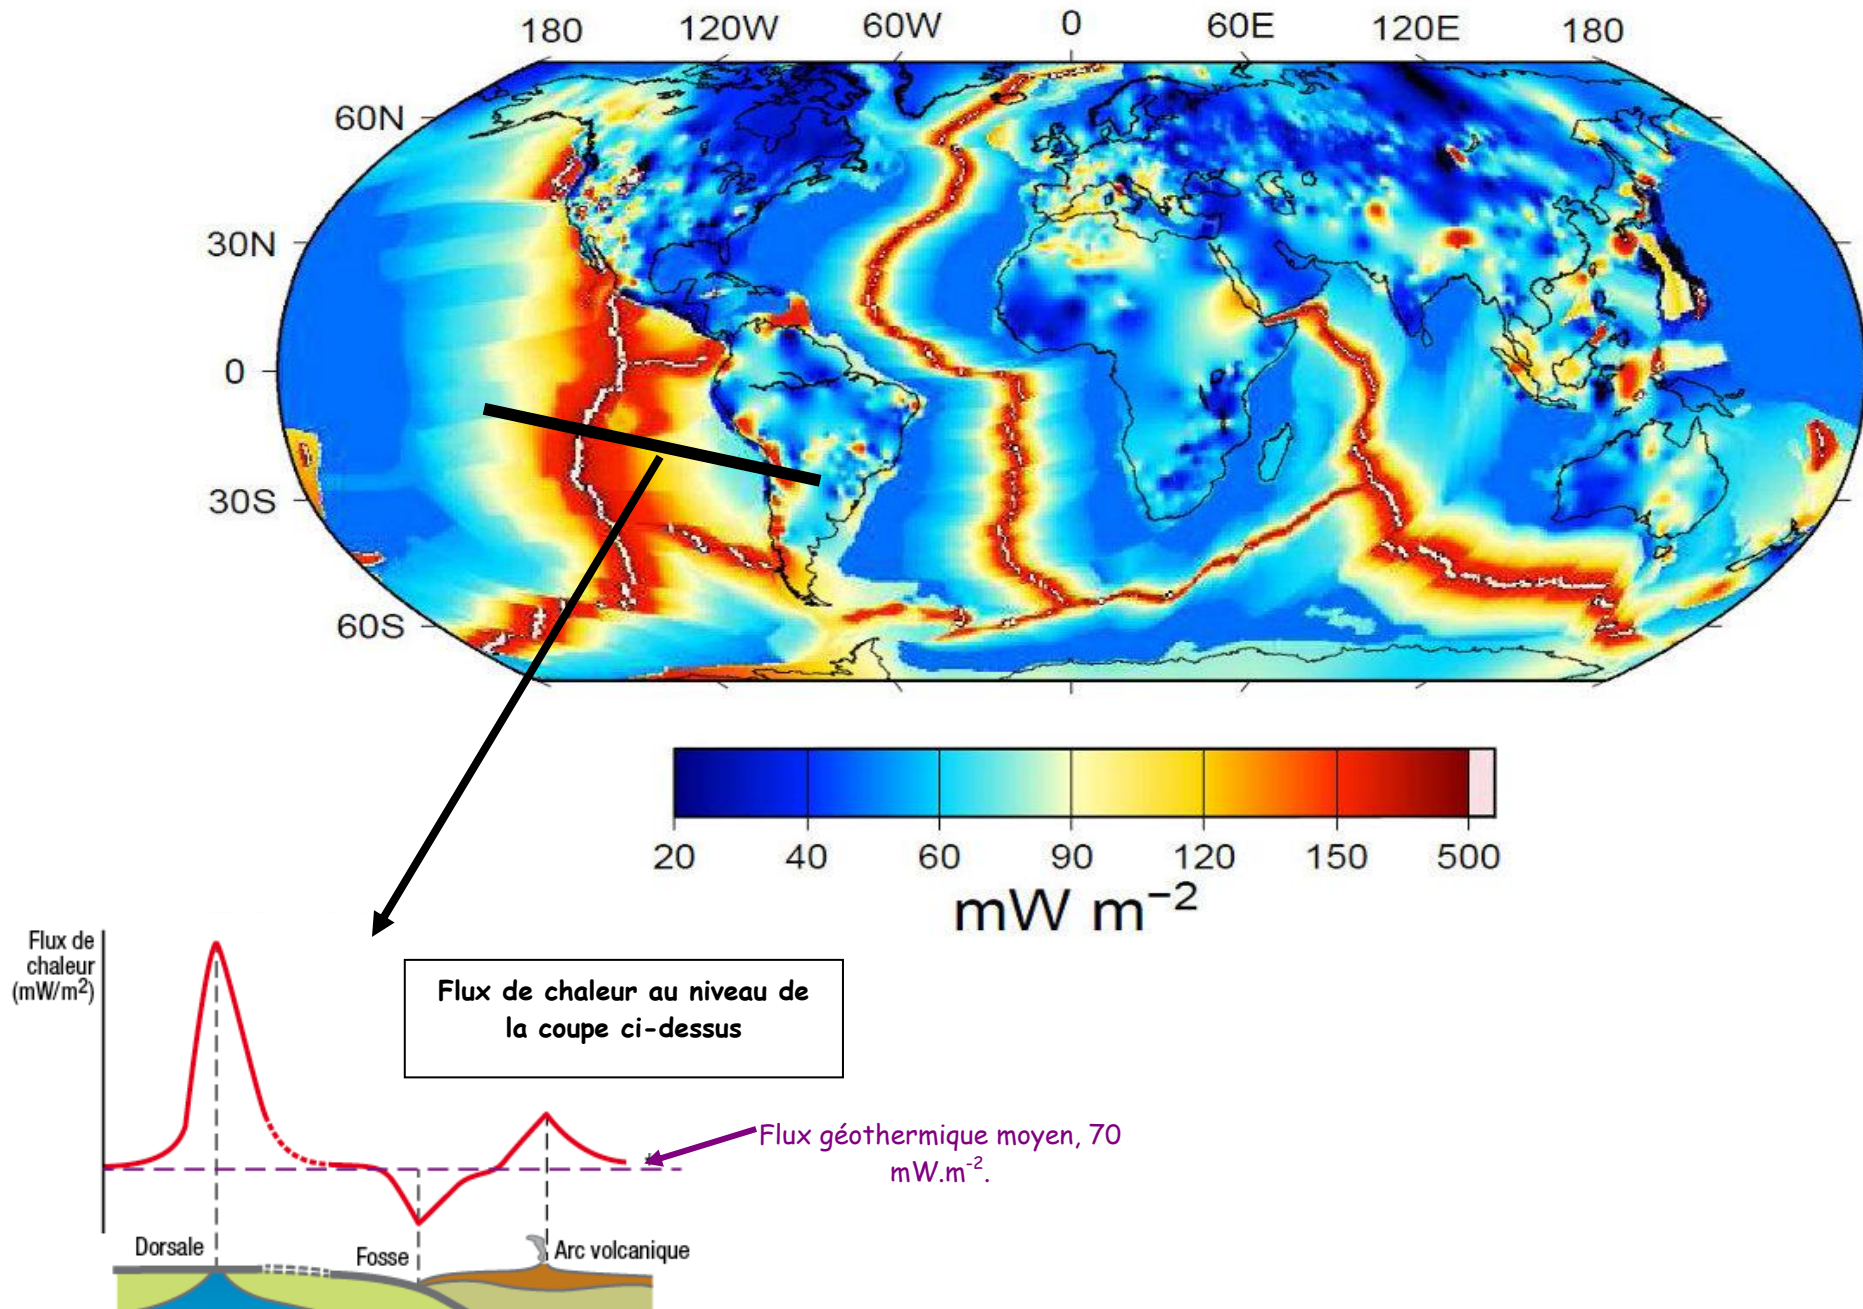 180 120W 60W 0 60E 120E 180
60N
30N
0
30S
60S
20 40 60 90 120 150 500
mW m⁻²
Flux de
chaleur
(mW/m²)
Flux de chaleur au niveau de
la coupe ci-dessus
Flux géothermique moyen, 70
mW.m⁻².
Dorsale
Fosse
Arc volcanique